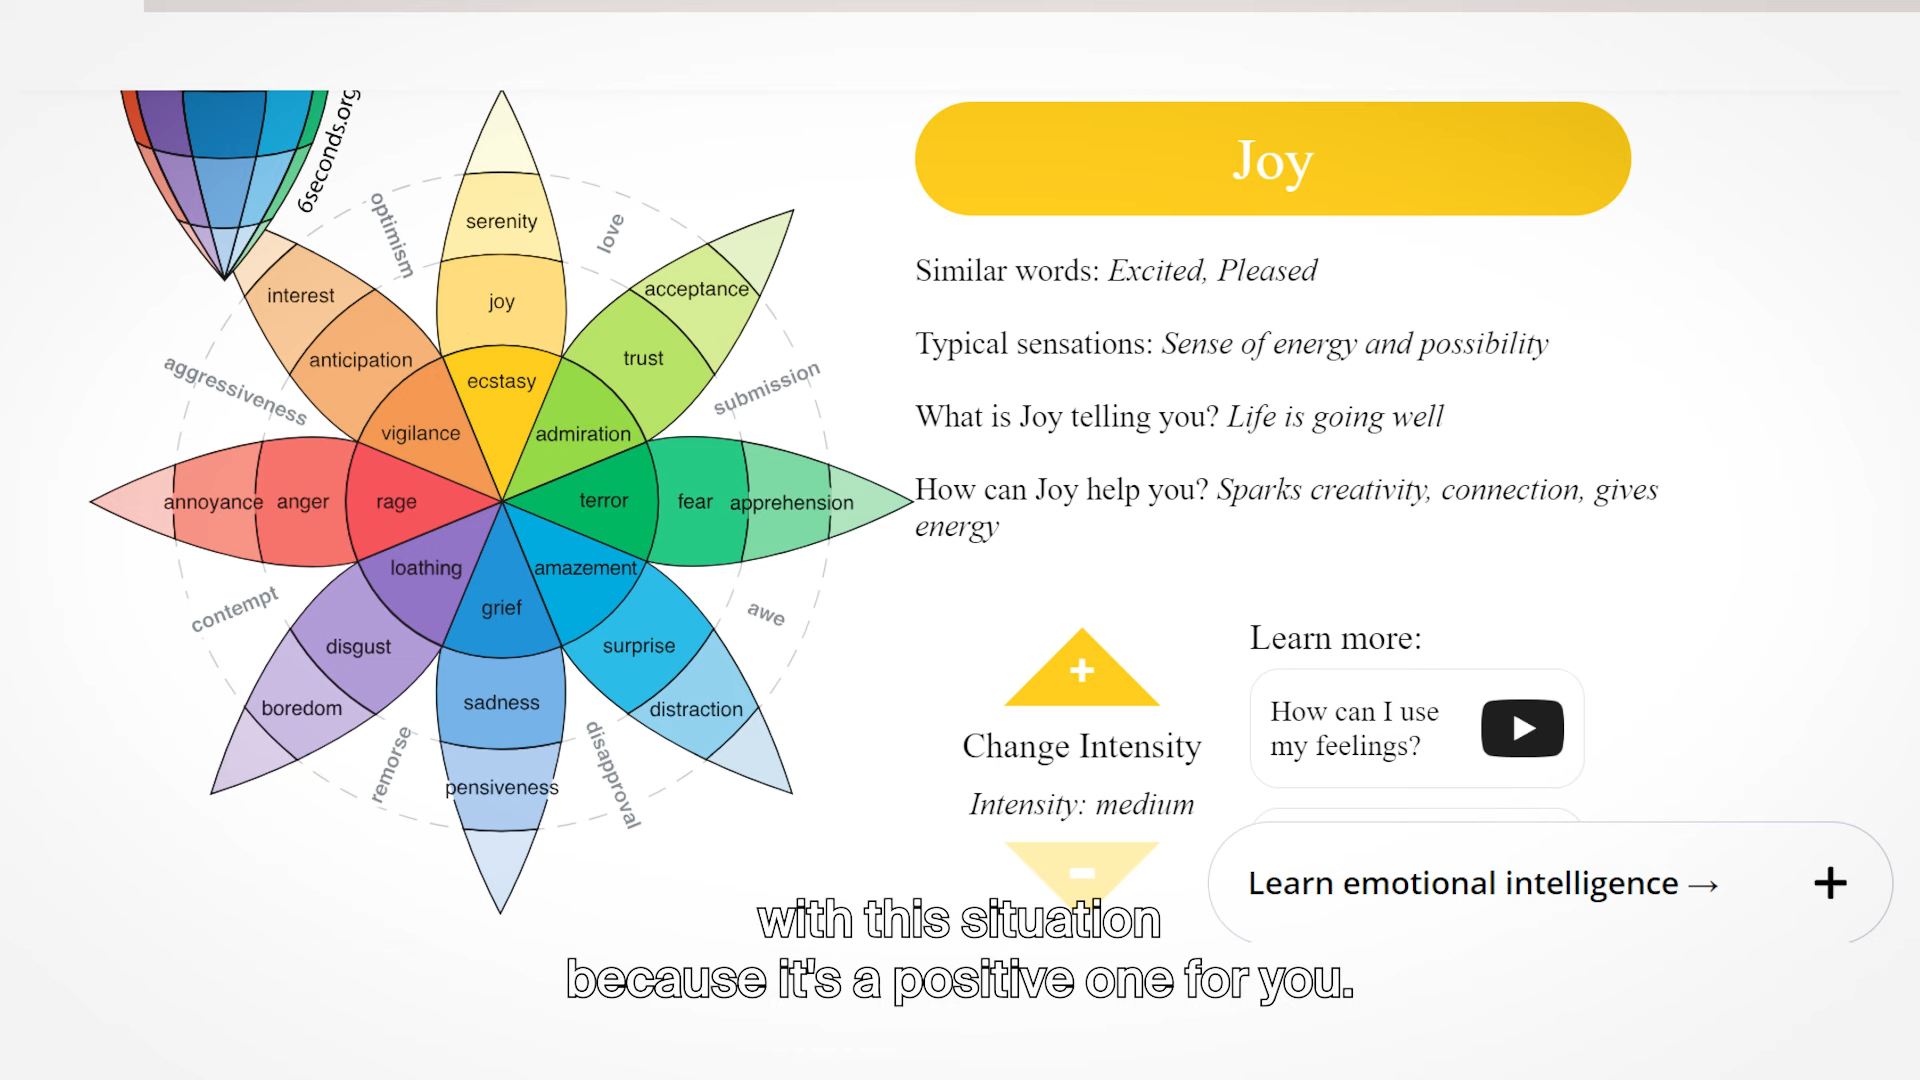 6seconds.org
optimism
love
serenity
joy
ecstasy
interest
anticipation
vigilance
acceptance
trust
admiration
aggressiveness
submission
annoyance
anger
rage
terror
fear
apprehension
loathing
amazement
grief
contempt
awe
disgust
surprise
boredom
sadness
distraction
remorse
disapproval
pensiveness
Joy
Similar words: Excited, Pleased
Typical sensations: Sense of energy and possibility
What is Joy telling you? Life is going well
How can Joy help you? Sparks creativity, connection, gives
energy
+
Change Intensity
Intensity: medium
-
Learn more:
How can I use
my feelings?
Learn emotional intelligence → +
with this situation
because it's a positive one for you.